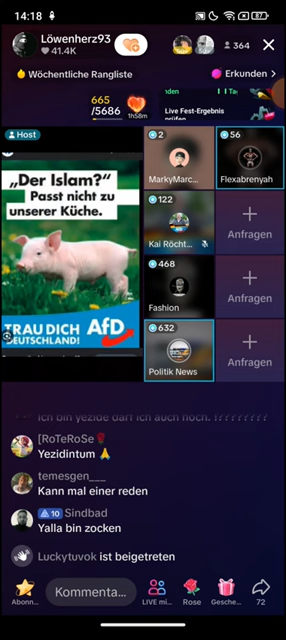 14:18
87
Löwenherz93
41.4K
364
Wöchentliche Rangliste
Erkunden
665
/5686
1h58m
Live Fest-Ergebnis
prüfen
Host
2
56
MarkyMarc...
Flexabrenyah
„Der Islam?“
Passt nicht zu
unserer Küche.
122
Kai Röcht...
Anfragen
468
Fashion
Anfragen
TRAU DICH
DEUTSCHLAND!
AfD
632
Politik News
Anfragen
Ich bin yezide darf ich auch hoch. !????????
[RoTeRoSe
Yezidintum
temesgen___
Kann mal einer reden
10 Sindbad
Yalla bin zocken
Luckytuvok ist beigetreten
Kommenta...
Abonn...
LIVE mi...
Rose
Gesche...
72